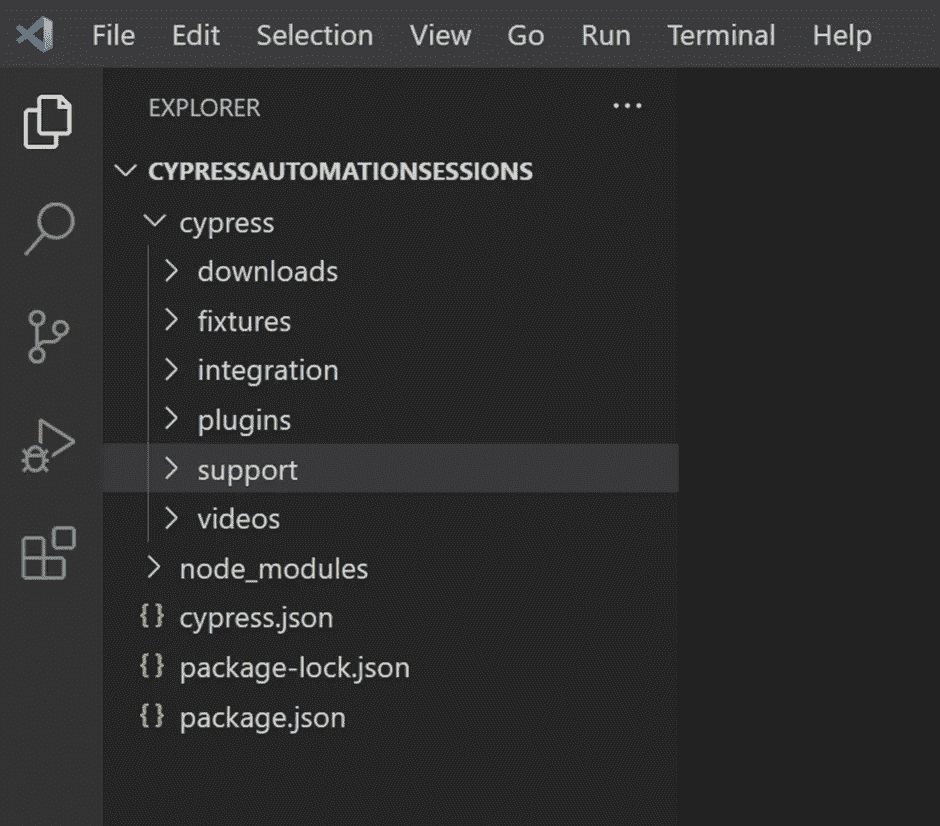 File Edit Selection View Go Run Terminal Help
EXPLORER ...
CYPRESSAUTOMATIONSESSIONS
cypress
downloads
fixtures
integration
plugins
support
videos
node_modules
{} cypress.json
{} package-lock.json
{} package.json